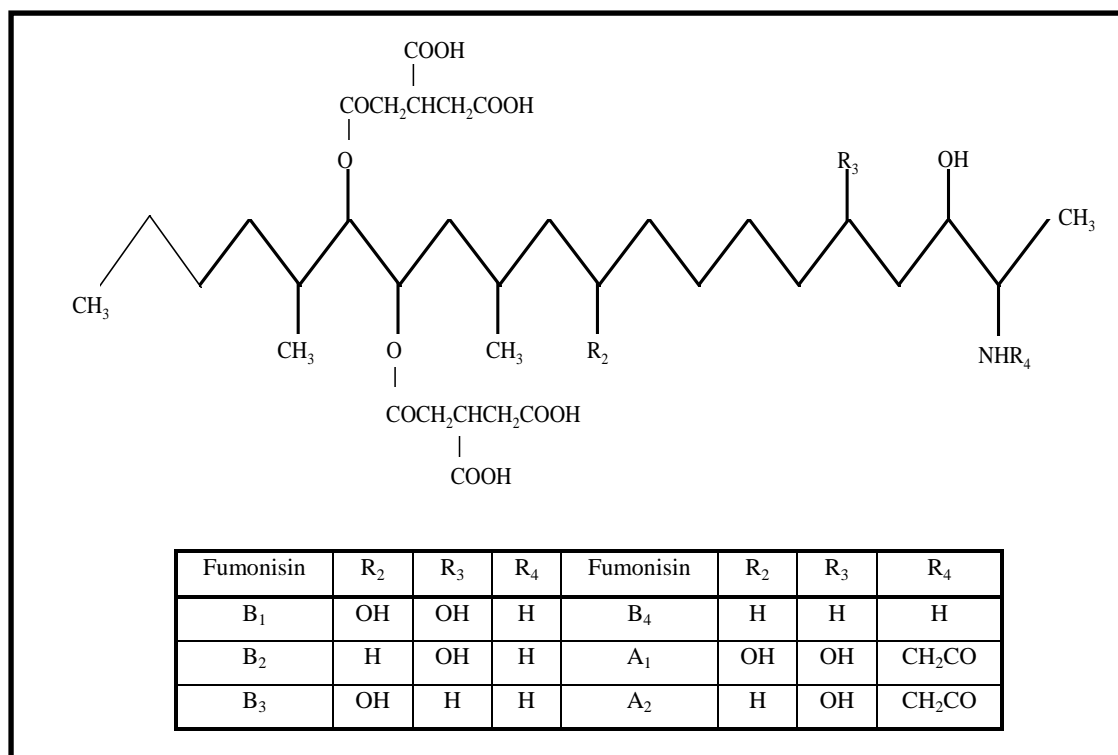 COOH
COCH₂CHCH₂COOH
O
R₃ OH
CH₃
CH₃
CH₃ O CH₃ R₂ NHR₄
COCH₂CHCH₂COOH
COOH
Fumonisin R₂ R₃ R₄ Fumonisin R₂ R₃ R₄
B₁ OH OH H B₄ H H H
B₂ H OH H A₁ OH OH CH₂CO
B₃ OH H H A₂ H OH CH₂CO